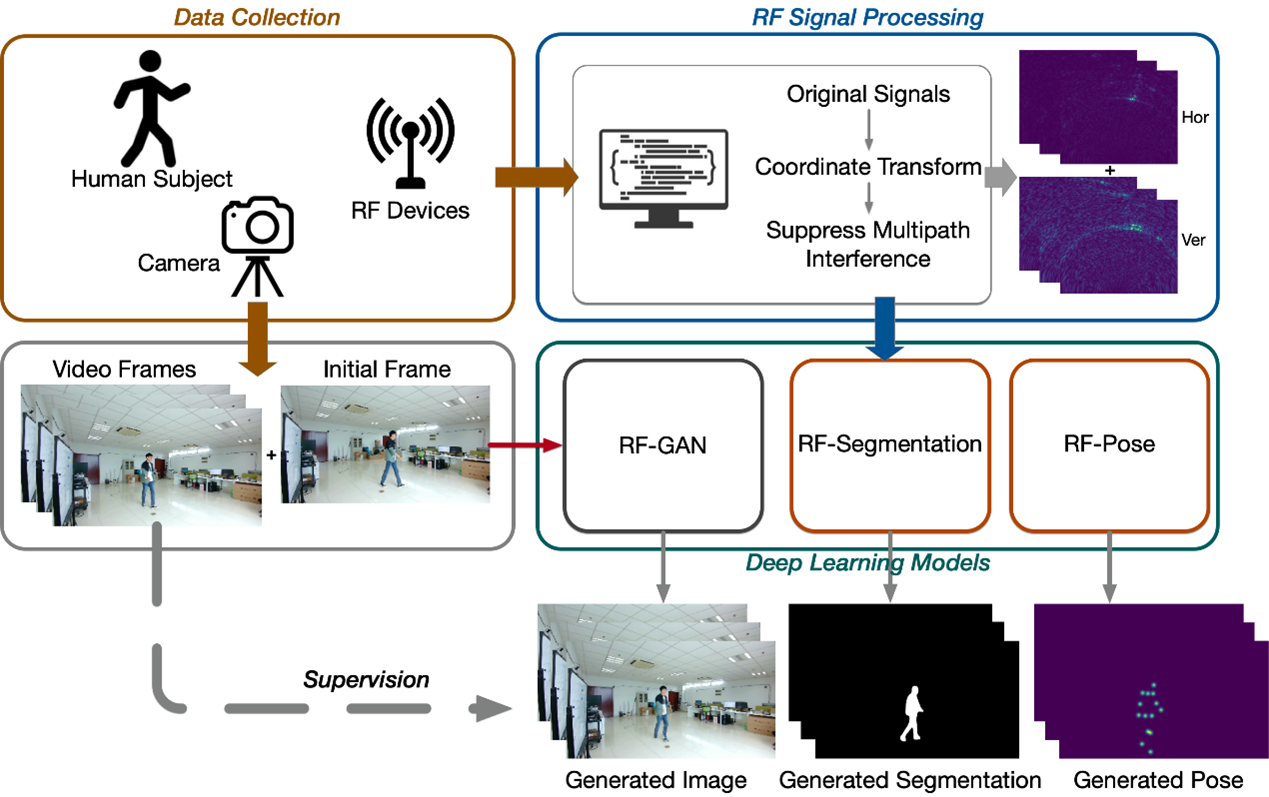 Data Collection
RF Signal Processing
Human Subject
RF Devices
Camera
Original Signals
Coordinate Transform
Suppress Multipath
Interference
Hor
+
Ver
Video Frames
Initial Frame
+
RF-GAN
RF-Segmentation
RF-Pose
Deep Learning Models
Supervision
Generated Image
Generated Segmentation
Generated Pose